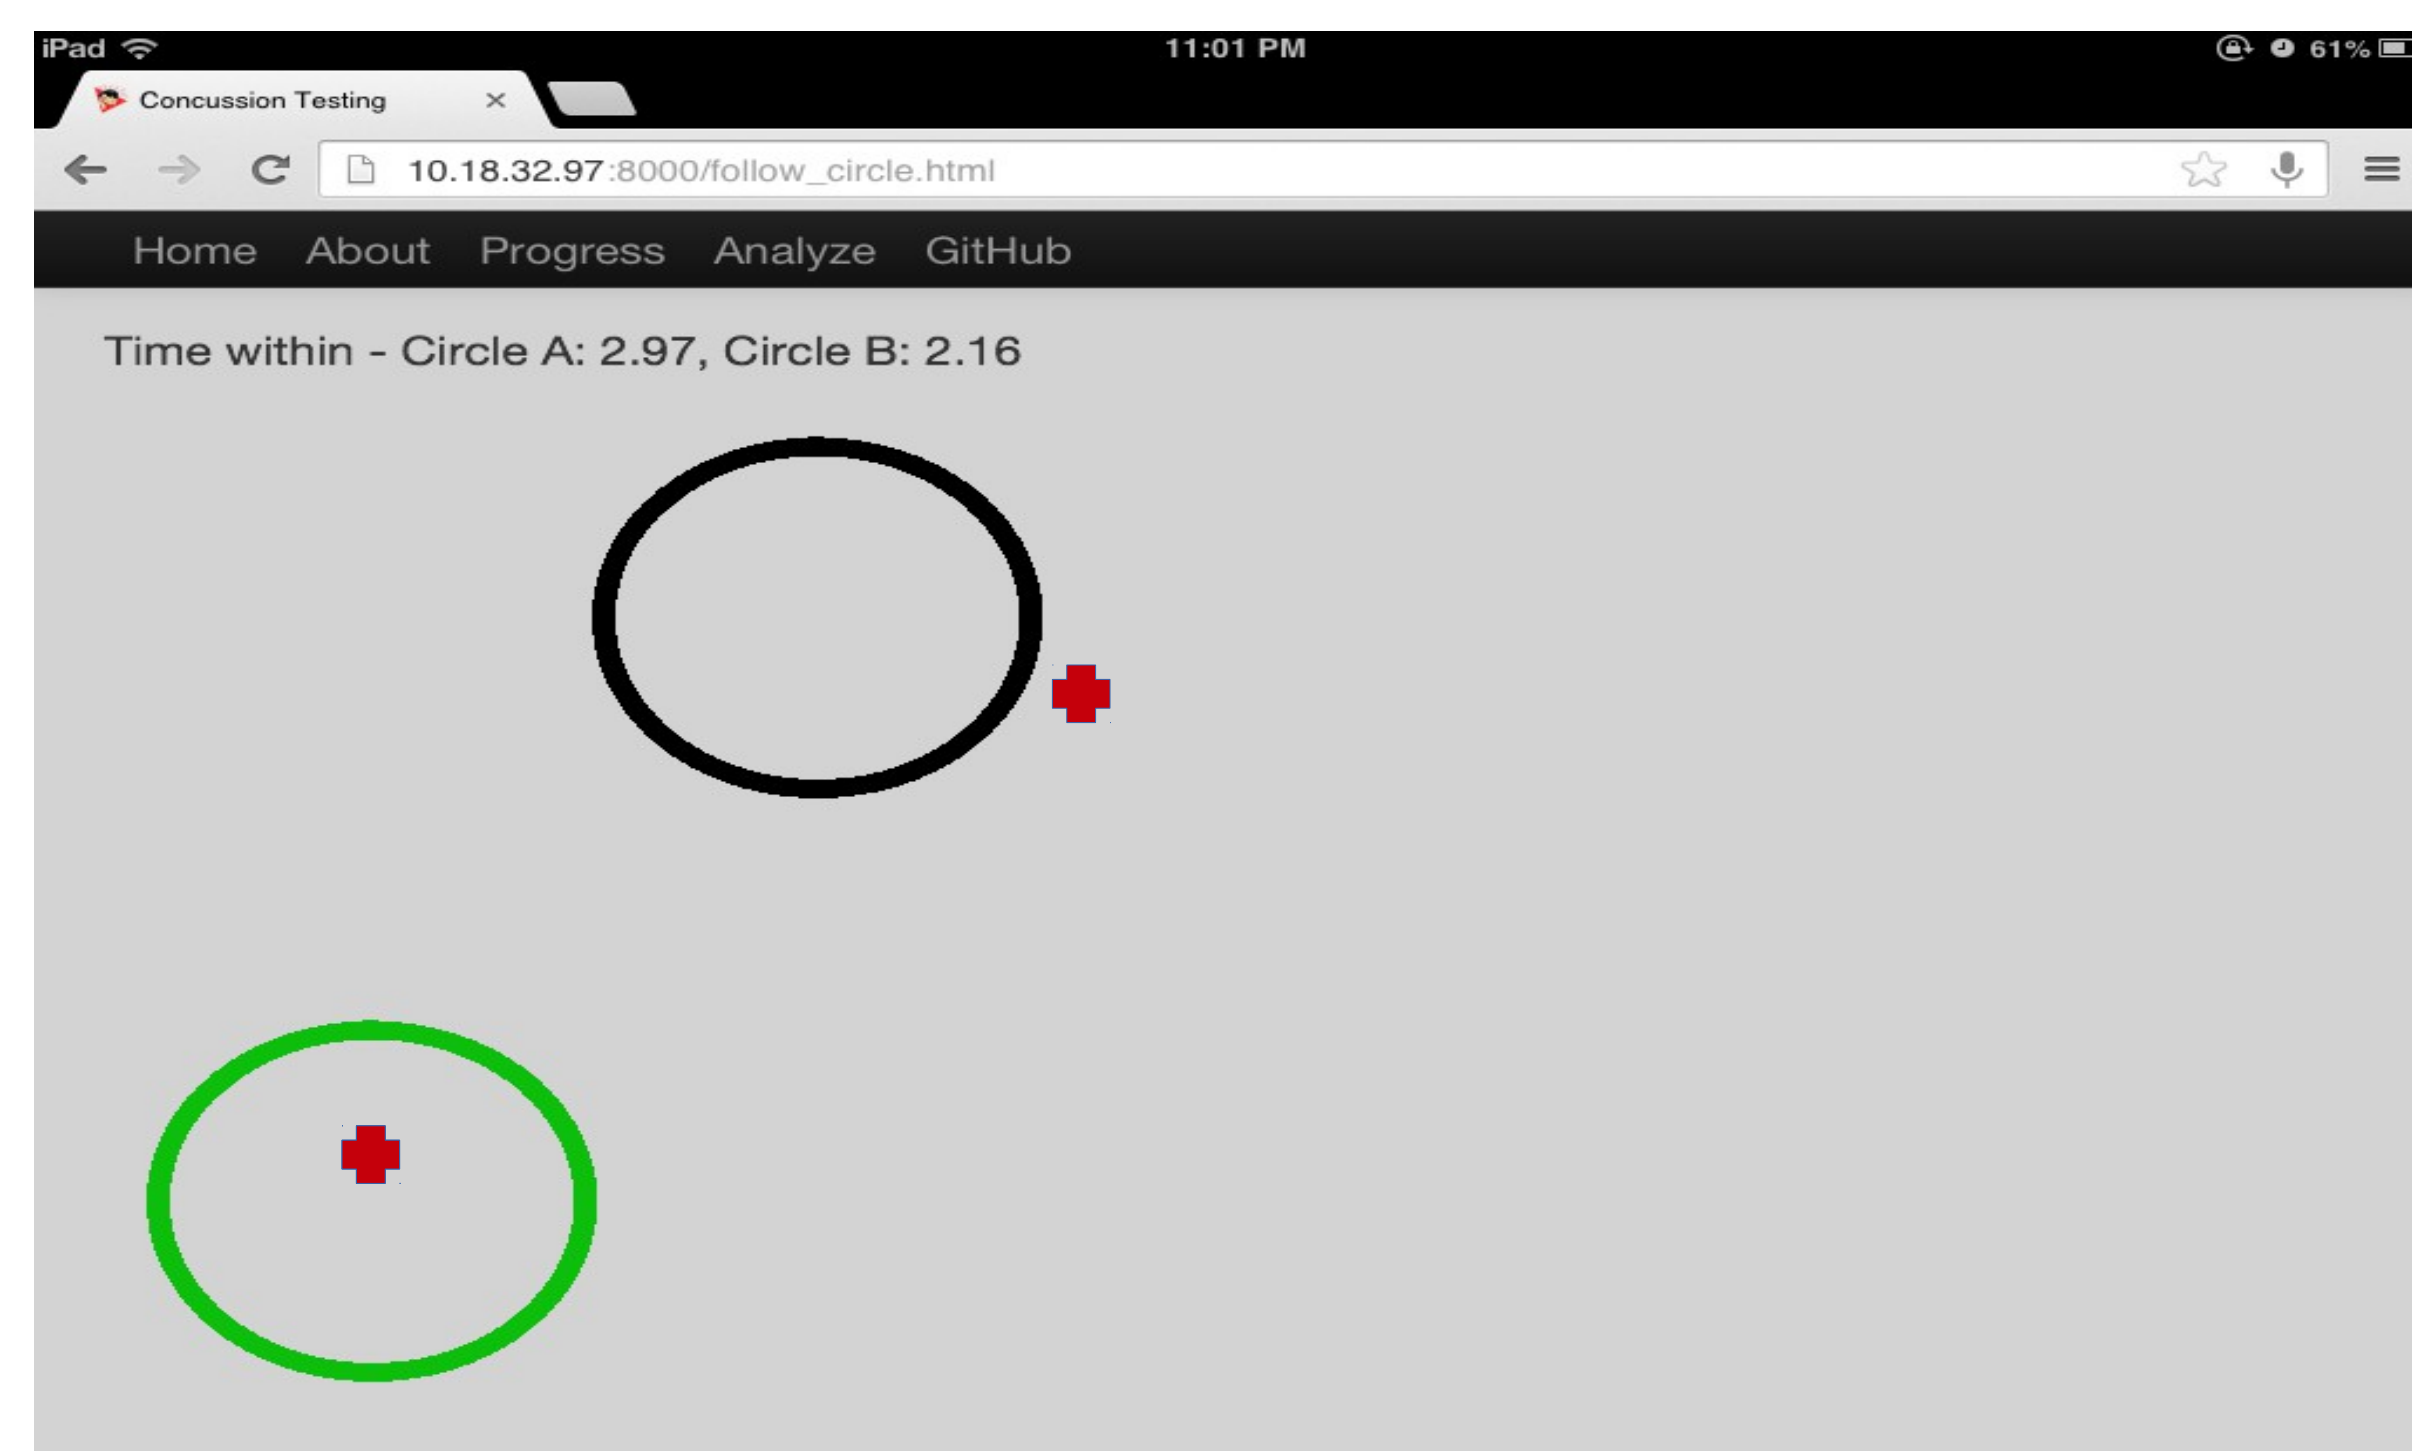 iPad 11:01 PM 61%
Concussion Testing
10.18.32.97:8000/follow_circle.html
Home About Progress Analyze GitHub
Time within - Circle A: 2.97, Circle B: 2.16